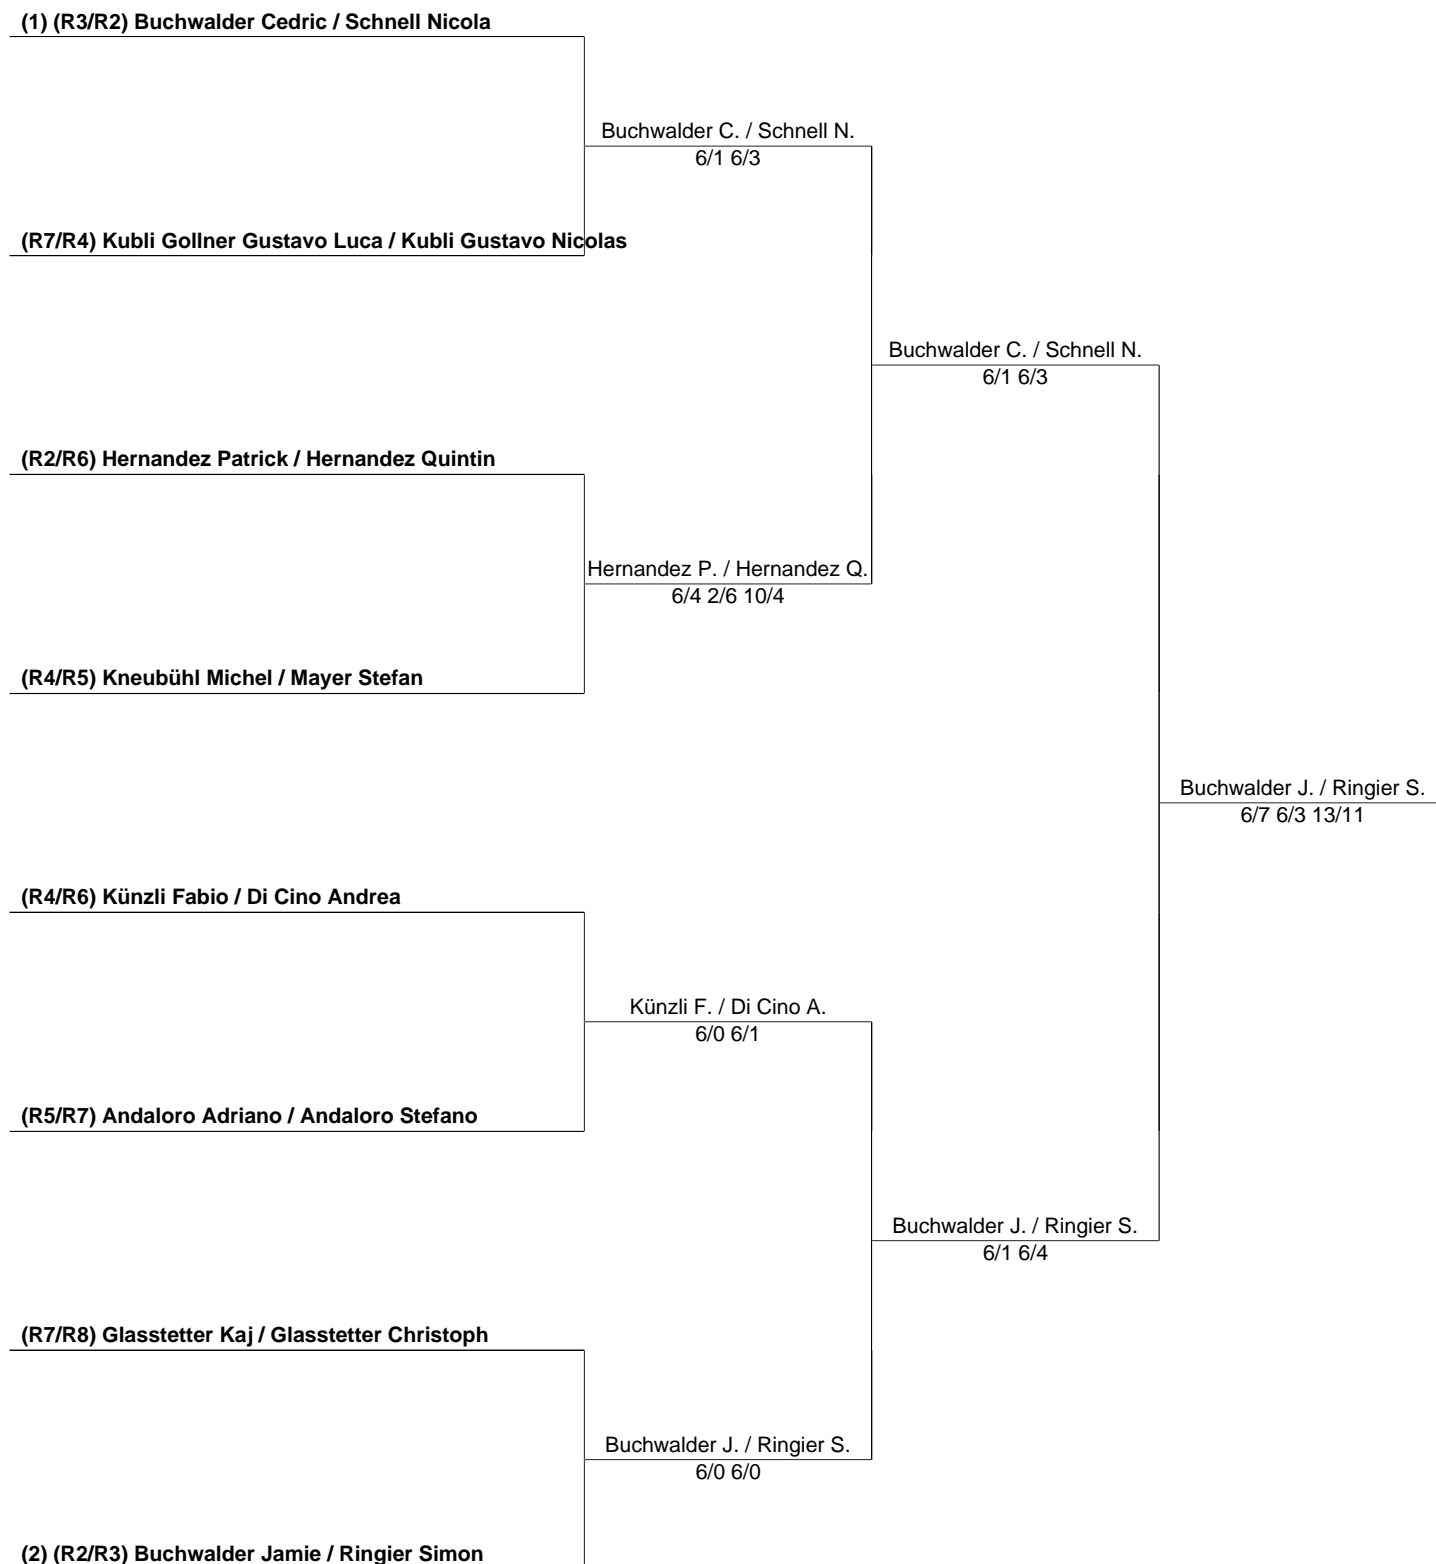 (1) (R3/R2) Buchwalder Cedric / Schnell Nicola
Buchwalder C. / Schnell N.
6/1 6/3
(R7/R4) Kubli Gollner Gustavo Luca / Kubli Gustavo Nicolas
Buchwalder C. / Schnell N.
6/1 6/3
(R2/R6) Hernandez Patrick / Hernandez Quintin
Hernandez P. / Hernandez Q.
6/4 2/6 10/4
(R4/R5) Kneubühl Michel / Mayer Stefan
Buchwalder J. / Ringier S.
6/7 6/3 13/11
(R4/R6) Künzli Fabio / Di Cino Andrea
Künzli F. / Di Cino A.
6/0 6/1
(R5/R7) Andaloro Adriano / Andaloro Stefano
Buchwalder J. / Ringier S.
6/1 6/4
(R7/R8) Glasstetter Kaj / Glasstetter Christoph
Buchwalder J. / Ringier S.
6/0 6/0
(2) (R2/R3) Buchwalder Jamie / Ringier Simon